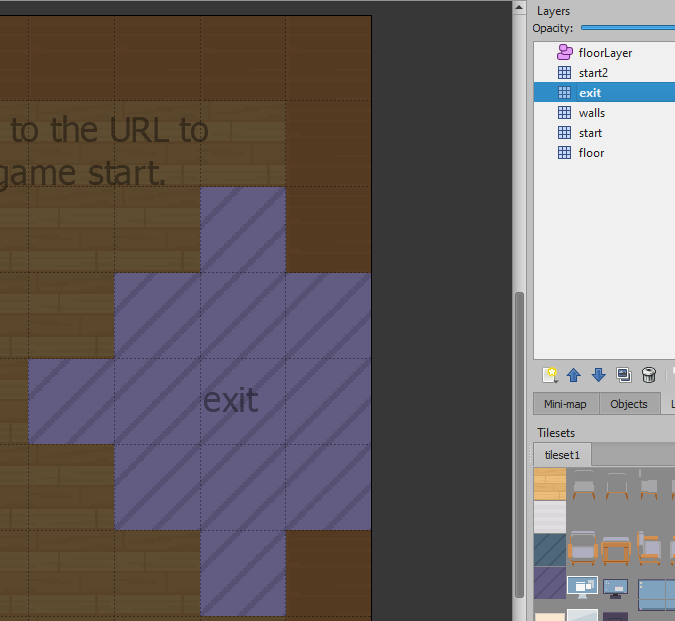 Layers
Opacity:
floorLayer
start2
exit
walls
start
floor
to the URL to
game start.
exit
Mini-map
Objects
Tilesets
tileset1